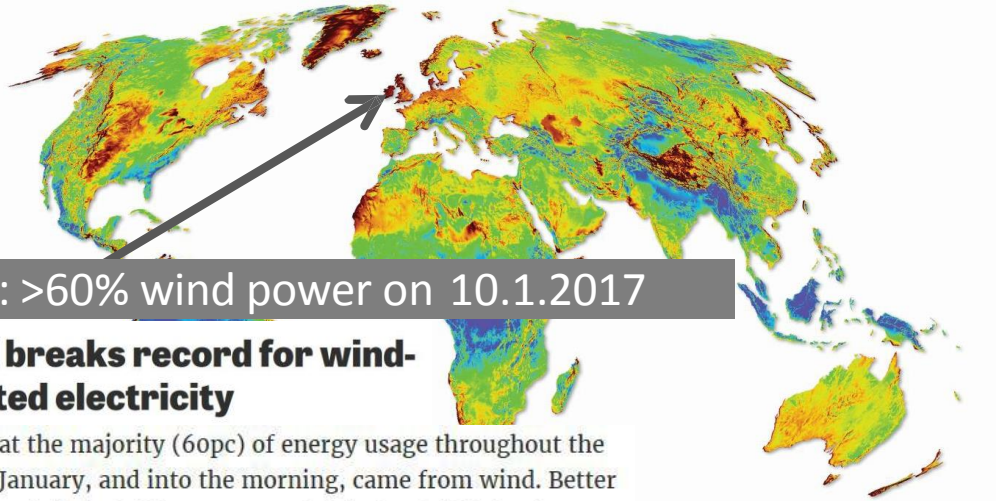 : >60% wind power on 10.1.2017
breaks record for wind-
ted electricity
at the majority (60pc) of energy usage throughout the
January, and into the morning, came from wind. Better